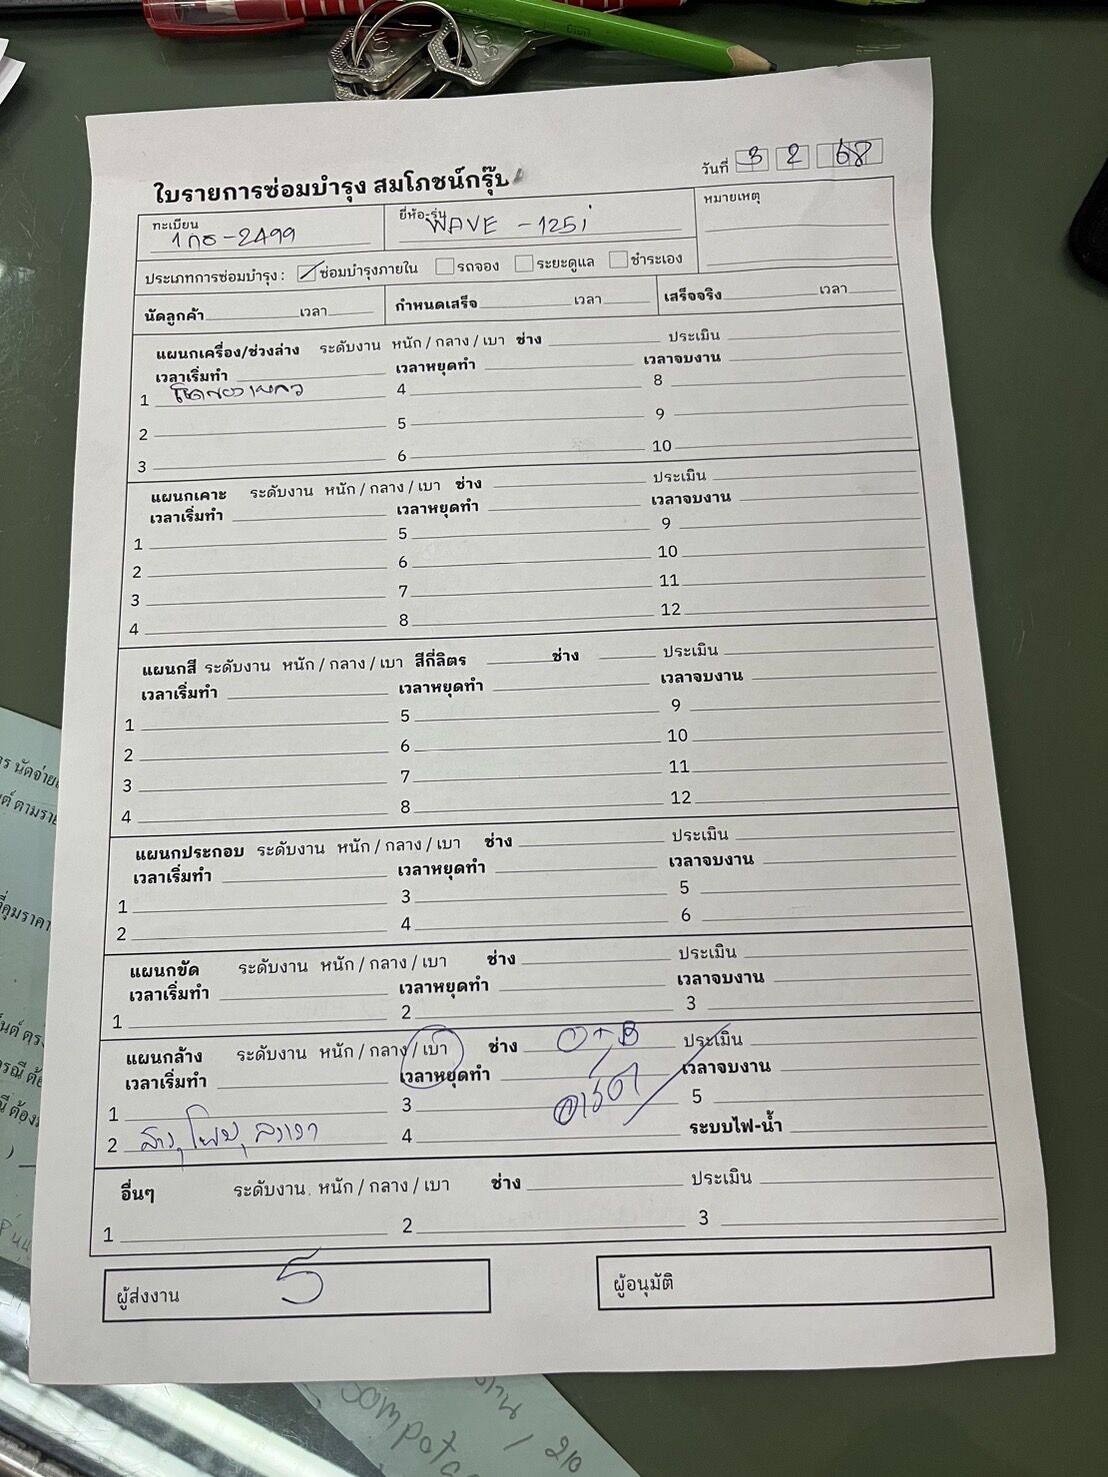 วันที่ 3 2 68
ใบรายการซ่อมบำรุง สมโภชน์กรุ๊ป
ทะเบียน 1กธ-2499 ยี่ห้อ-รุ่น WAVE - 125i หมายเหตุ
ประเภทการซ่อมบำรุง : ซ่อมบำรุงภายใน รถจอง ระยะดูแล ชำระเอง
นัดลูกค้า เวลา กำหนดเสร็จ เวลา เสร็จจริง เวลา
แผนกเครื่อง/ช่วงล่าง ระดับงาน หนัก / กลาง / เบา ช่าง ประเมิน
เวลาเริ่มทำ เวลาหยุดทำ เวลาจบงาน
1 4 8
2 5 9
3 6 10
แผนกเคาะ ระดับงาน หนัก / กลาง / เบา ช่าง ประเมิน
เวลาเริ่มทำ เวลาหยุดทำ เวลาจบงาน
1 5 9
2 6 10
3 7 11
4 8 12
แผนกสี ระดับงาน หนัก / กลาง / เบา สีกี่ลิตร ช่าง ประเมิน
เวลาเริ่มทำ เวลาหยุดทำ เวลาจบงาน
1 5 9
2 6 10
3 7 11
4 8 12
แผนกประกอบ ระดับงาน หนัก / กลาง / เบา ช่าง ประเมิน
เวลาเริ่มทำ เวลาหยุดทำ เวลาจบงาน
1 3 5
2 4 6
แผนกขัด ระดับงาน หนัก / กลาง / เบา ช่าง ประเมิน
เวลาเริ่มทำ เวลาหยุดทำ เวลาจบงาน
1 2 3
แผนกล้าง ระดับงาน หนัก / กลาง / เบา ช่าง ประเมิน
เวลาเริ่มทำ เวลาหยุดทำ เวลาจบงาน
1 3 5
2 4 ระบบไฟ-น้ำ
อื่นๆ ระดับงาน หนัก / กลาง / เบา ช่าง ประเมิน
1 2 3
ผู้ส่งงาน ผู้อนุมัติ